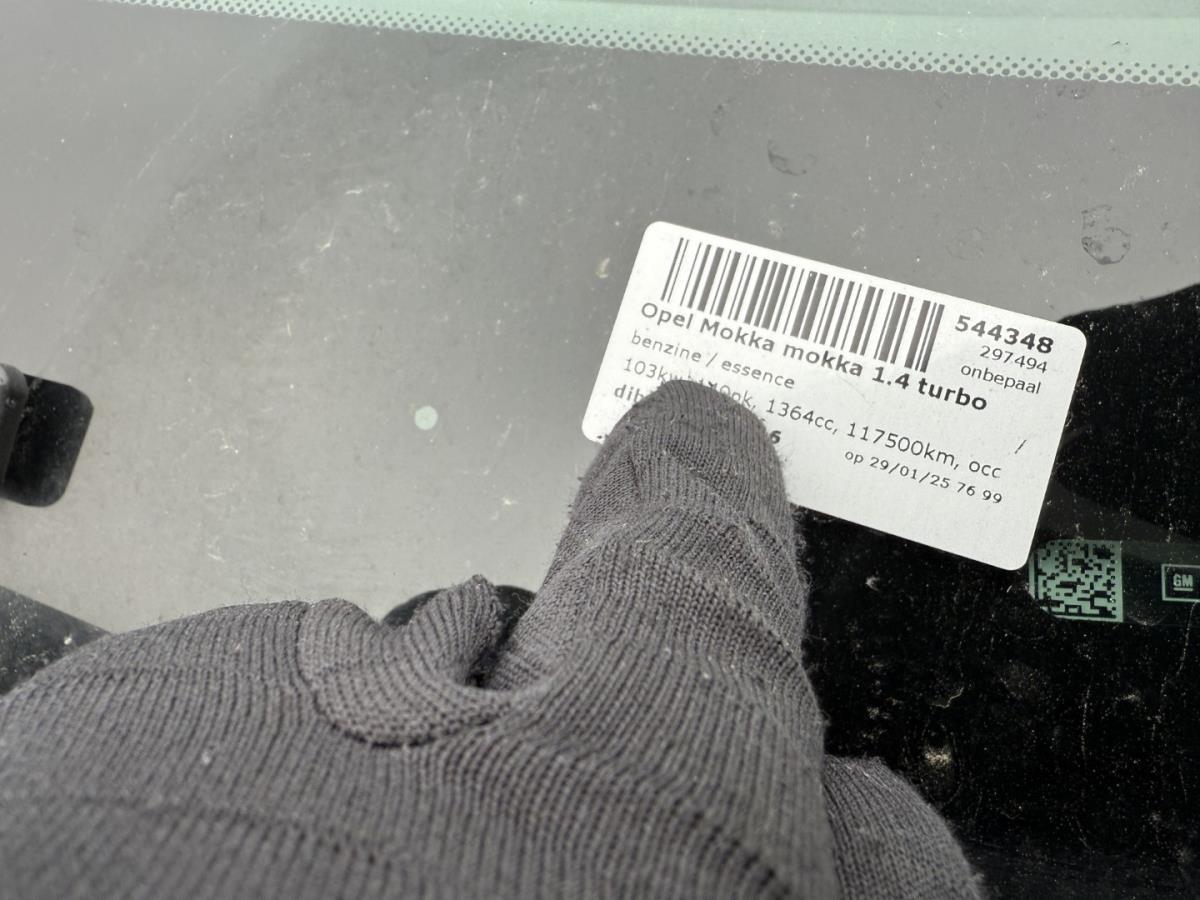 544348
297494
onbepaal
Opel Mokka mokka 1.4 turbo
benzine / essence
1364cc, 117500km, occ
6
op 29/01/25 76 99
GM